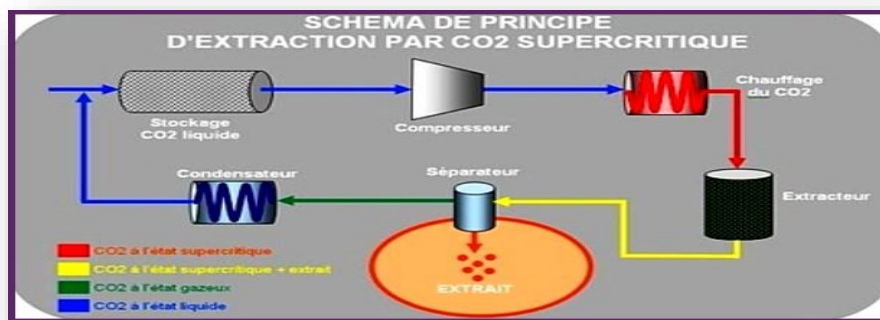 SCHEMA DE PRINCIPE
D'EXTRACTION PAR CO2 SUPERCRITIQUE
Stockage
CO2 liquide
Compresseur
Chauffage
du CO2
Condensateur
Séparateur
Extracteur
EXTRAIT
CO2 à l'état supercritique
CO2 à l'état supercritique + extrait
CO2 à l'état gazeux
CO2 à l'état liquide